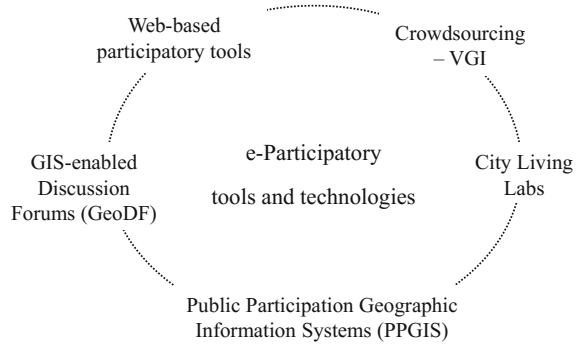 Web-based
participatory tools
Crowdsourcing
– VGI
GIS-enabled
Discussion
Forums (GeoDF)
e-Participatory
tools and technologies
City Living
Labs
Public Participation Geographic
Information Systems (PPGIS)